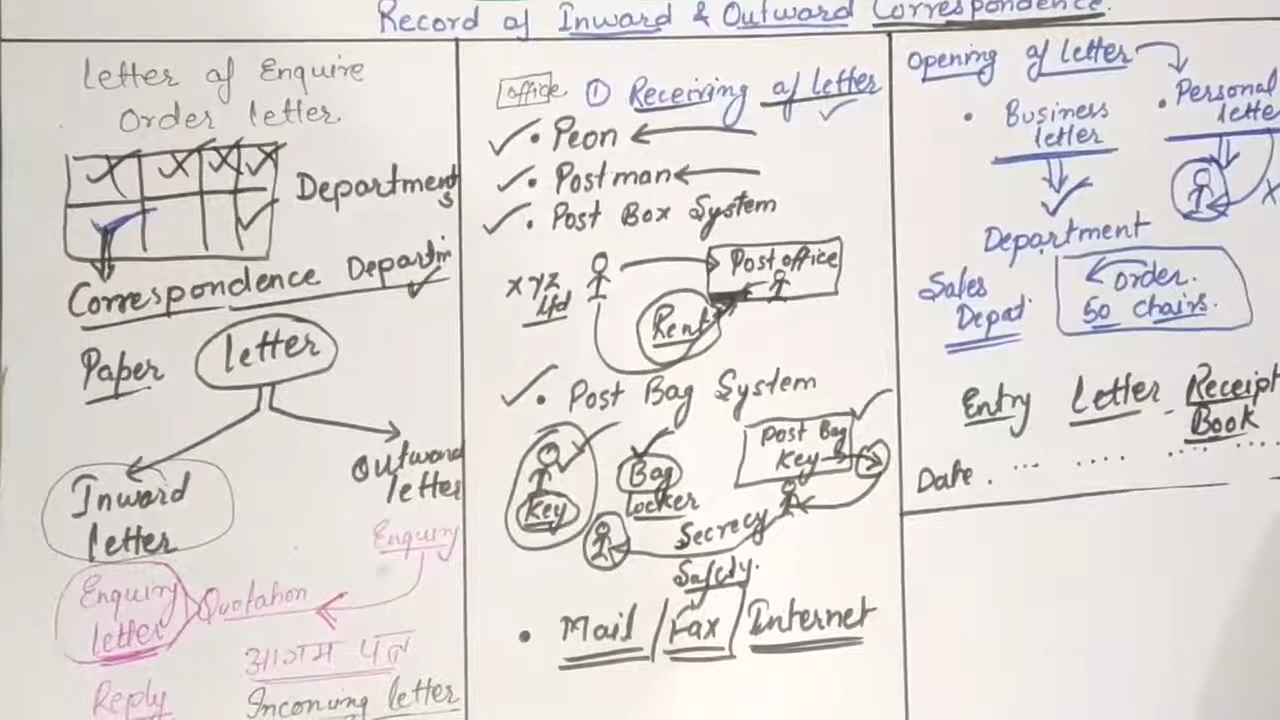 Record of Inward & Outward Correspondence.
Letter of Enquire
Order letter
Departments
Correspondence
Paper
letter
Inward
letter
Outward
letter
Enquiry
Enquiry
letter
Quotation
आगम पत्र
Reply
Incoming letter
office ① Receiving of letter
• Peon
• Postman
• Post Box System
xyz
Ltd
Post office
Rent
• Post Bag System
Post Bag
Key
Key
Bag
locker
Secrecy
Safety.
• Mail / Fax / Internet
Opening of letter
• Business
letter
• Personal
lette
Department
Sales
order.
50 chairs.
Entry Letter Receipt
Book
Date . ... .... .... ....